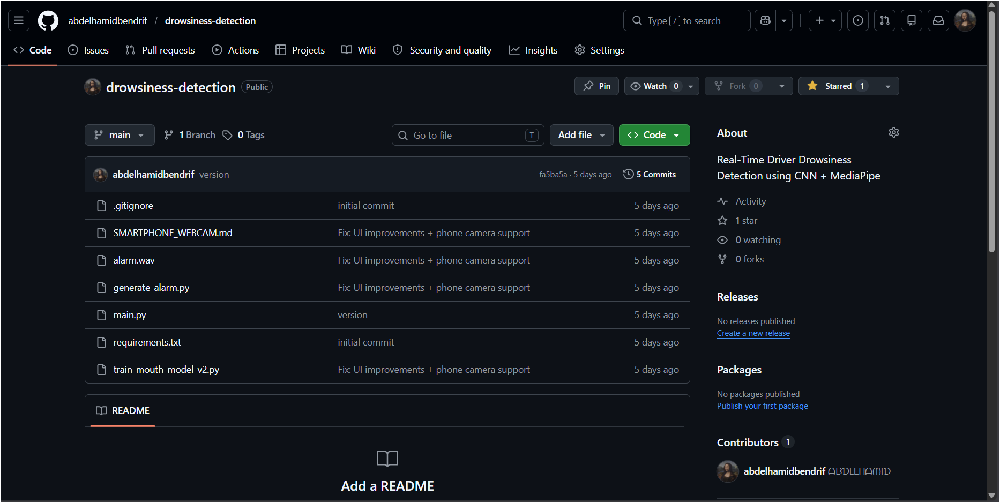 abdelhamidbendrif / drowsiness-detection
Type / to search
Code Issues Pull requests Actions Projects Wiki Security and quality Insights Settings
drowsiness-detection Public
Pin Watch 0 Fork 0 Starred 1
main 1 Branch 0 Tags
Go to file T Add file Code
abdelhamidbendrif version fa5ba5a · 5 days ago 5 Commits
.gitignore initial commit 5 days ago
SMARTPHONE_WEBCAM.md Fix: UI improvements + phone camera support 5 days ago
alarm.wav Fix: UI improvements + phone camera support 5 days ago
generate_alarm.py Fix: UI improvements + phone camera support 5 days ago
main.py version 5 days ago
requirements.txt initial commit 5 days ago
train_mouth_model_v2.py Fix: UI improvements + phone camera support 5 days ago
README
Add a README
About
Real-Time Driver Drowsiness
Detection using CNN + MediaPipe
Activity
1 star
0 watching
0 forks
Releases
No releases published
Create a new release
Packages
No packages published
Publish your first package
Contributors 1
abdelhamidbendrif ᗩᗷᗪᗴᒪᕼᗩᗰᎥᗪ